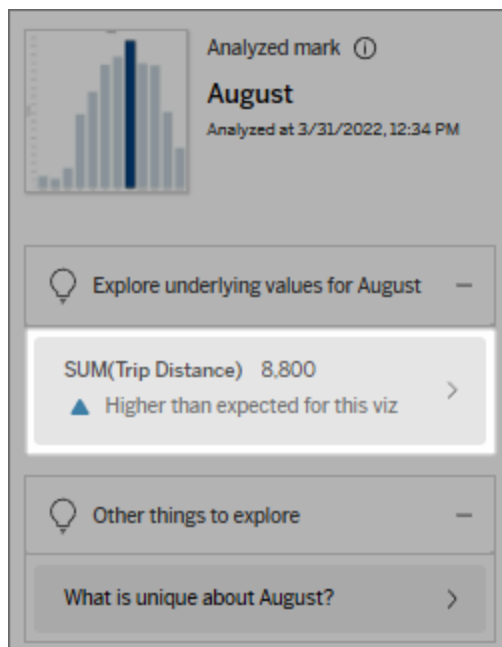 Analyzed mark
August
Analyzed at 3/31/2022, 12:34 PM
Explore underlying values for August
SUM(Trip Distance) 8,800
Higher than expected for this viz
Other things to explore
What is unique about August?